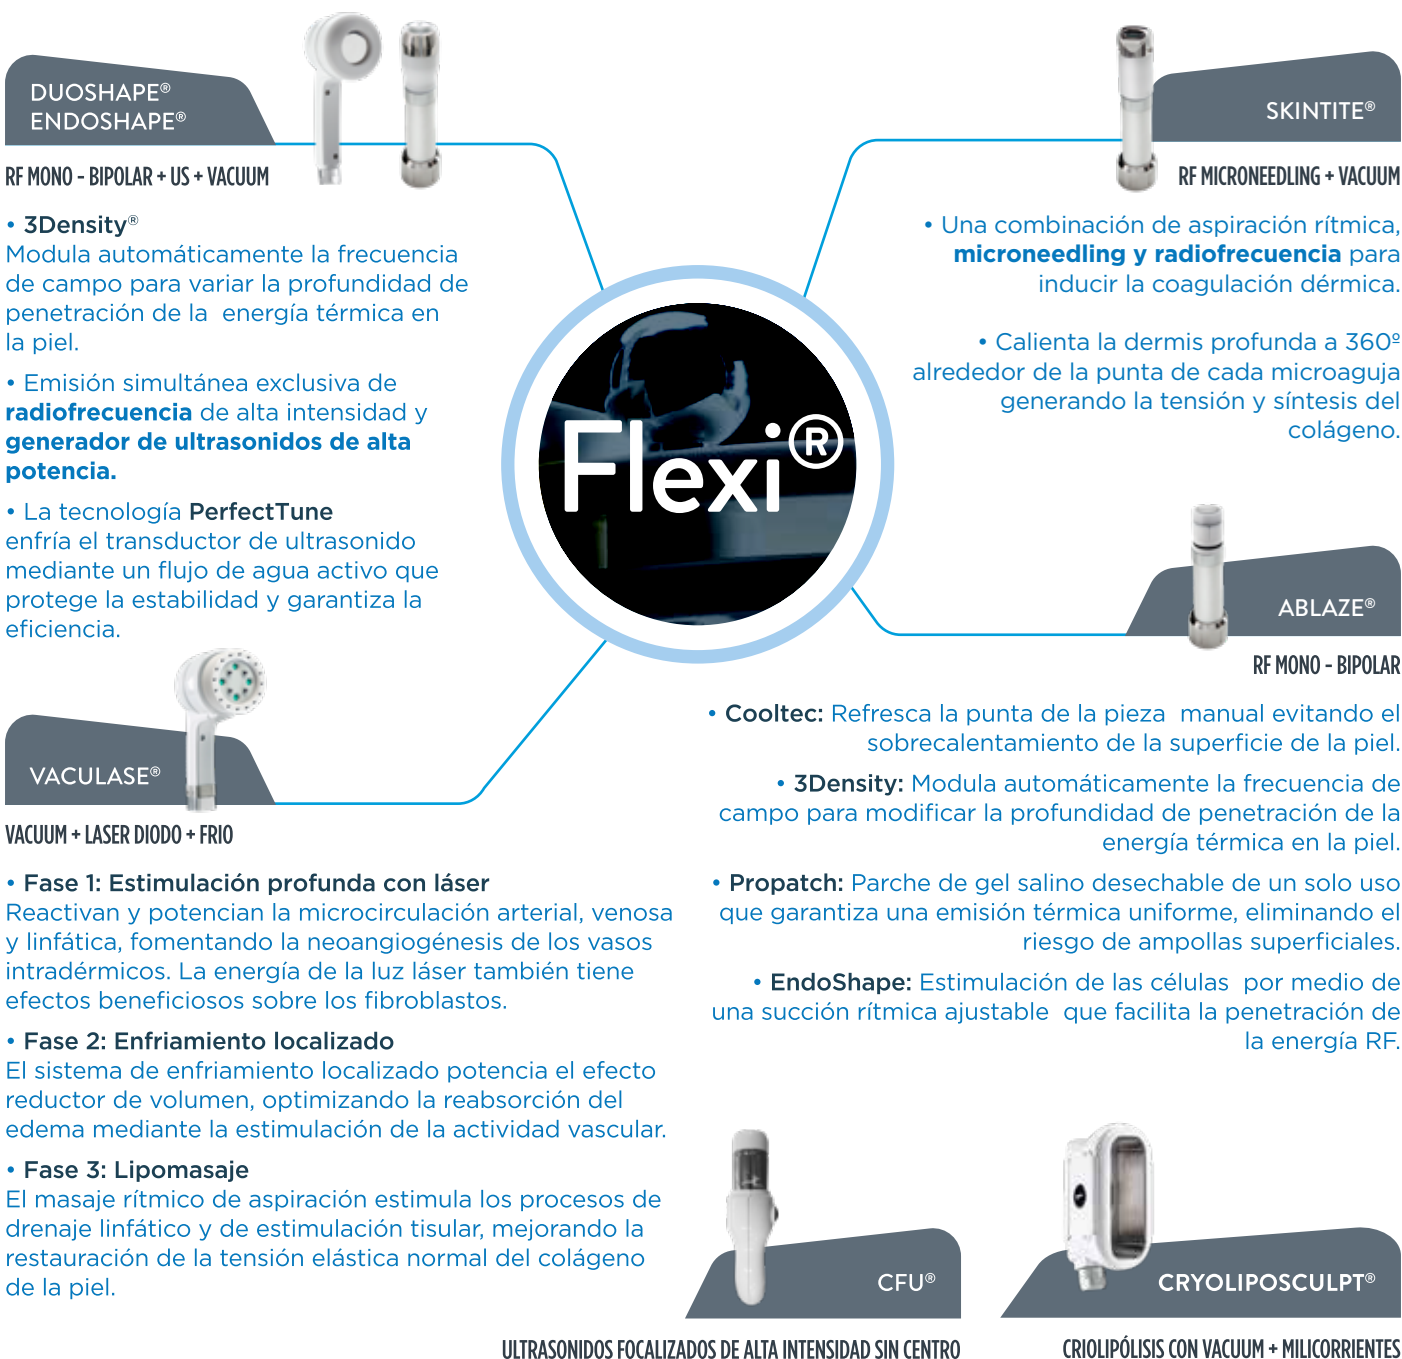 DUOSHAPE®
ENDOSHAPE®
RF MONO - BIPOLAR + US + VACUUM
• 3Density®
Modula automáticamente la frecuencia
de campo para variar la profundidad de
penetración de la energía térmica en
la piel.
• Emisión simultánea exclusiva de
radiofrecuencia de alta intensidad y
generador de ultrasonidos de alta
potencia.
• La tecnología PerfectTune
enfría el transductor de ultrasonido
mediante un flujo de agua activo que
protege la estabilidad y garantiza la
eficiencia.
SKINTITE®
RF MICRONEEDLING + VACUUM
• Una combinación de aspiración rítmica,
microneedling y radiofrecuencia para
inducir la coagulación dérmica.
• Calienta la dermis profunda a 360º
alrededor de la punta de cada microaguja
generando la tensión y síntesis del
colágeno.
Flexi®
ABLAZE®
RF MONO - BIPOLAR
• Cooltec: Refresca la punta de la pieza manual evitando el
sobrecalentamiento de la superficie de la piel.
• 3Density: Modula automáticamente la frecuencia de
campo para modificar la profundidad de penetración de la
energía térmica en la piel.
• Propatch: Parche de gel salino desechable de un solo uso
que garantiza una emisión térmica uniforme, eliminando el
riesgo de ampollas superficiales.
• EndoShape: Estimulación de las células por medio de
una succión rítmica ajustable que facilita la penetración de
la energía RF.
VACULASE®
VACUUM + LASER DIODO + FRIO
• Fase 1: Estimulación profunda con láser
Reactivan y potencian la microcirculación arterial, venosa
y linfática, fomentando la neoangiogénesis de los vasos
intradérmicos. La energía de la luz láser también tiene
efectos beneficiosos sobre los fibroblastos.
• Fase 2: Enfriamiento localizado
El sistema de enfriamiento localizado potencia el efecto
reductor de volumen, optimizando la reabsorción del
edema mediante la estimulación de la actividad vascular.
• Fase 3: Lipomasaje
El masaje rítmico de aspiración estimula los procesos de
drenaje linfático y de estimulación tisular, mejorando la
restauración de la tensión elástica normal del colágeno
de la piel.
CFU®
ULTRASONIDOS FOCALIZADOS DE ALTA INTENSIDAD SIN CENTRO
CRYOLIPOSCULPT®
CRIOLIPÓLISIS CON VACUUM + MILICORRIENTES